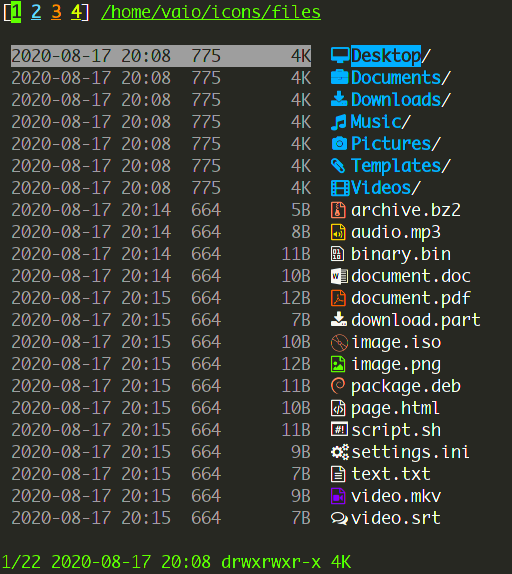 [1 2 3 4] /home/vaio/icons/files
2020-08-17 20:08 775 4K Desktop/
2020-08-17 20:08 775 4K Documents/
2020-08-17 20:08 775 4K Downloads/
2020-08-17 20:08 775 4K Music/
2020-08-17 20:08 775 4K Pictures/
2020-08-17 20:08 775 4K Templates/
2020-08-17 20:08 775 4K Videos/
2020-08-17 20:14 664 5B archive.bz2
2020-08-17 20:14 664 8B audio.mp3
2020-08-17 20:14 664 11B binary.bin
2020-08-17 20:14 664 10B document.doc
2020-08-17 20:15 664 12B document.pdf
2020-08-17 20:15 664 7B download.part
2020-08-17 20:15 664 10B image.iso
2020-08-17 20:15 664 12B image.png
2020-08-17 20:15 664 11B package.deb
2020-08-17 20:15 664 10B page.html
2020-08-17 20:15 664 11B script.sh
2020-08-17 20:15 664 9B settings.ini
2020-08-17 20:15 664 7B text.txt
2020-08-17 20:15 664 9B video.mkv
2020-08-17 20:15 664 7B video.srt
1/22 2020-08-17 20:08 drwxrwxr-x 4K